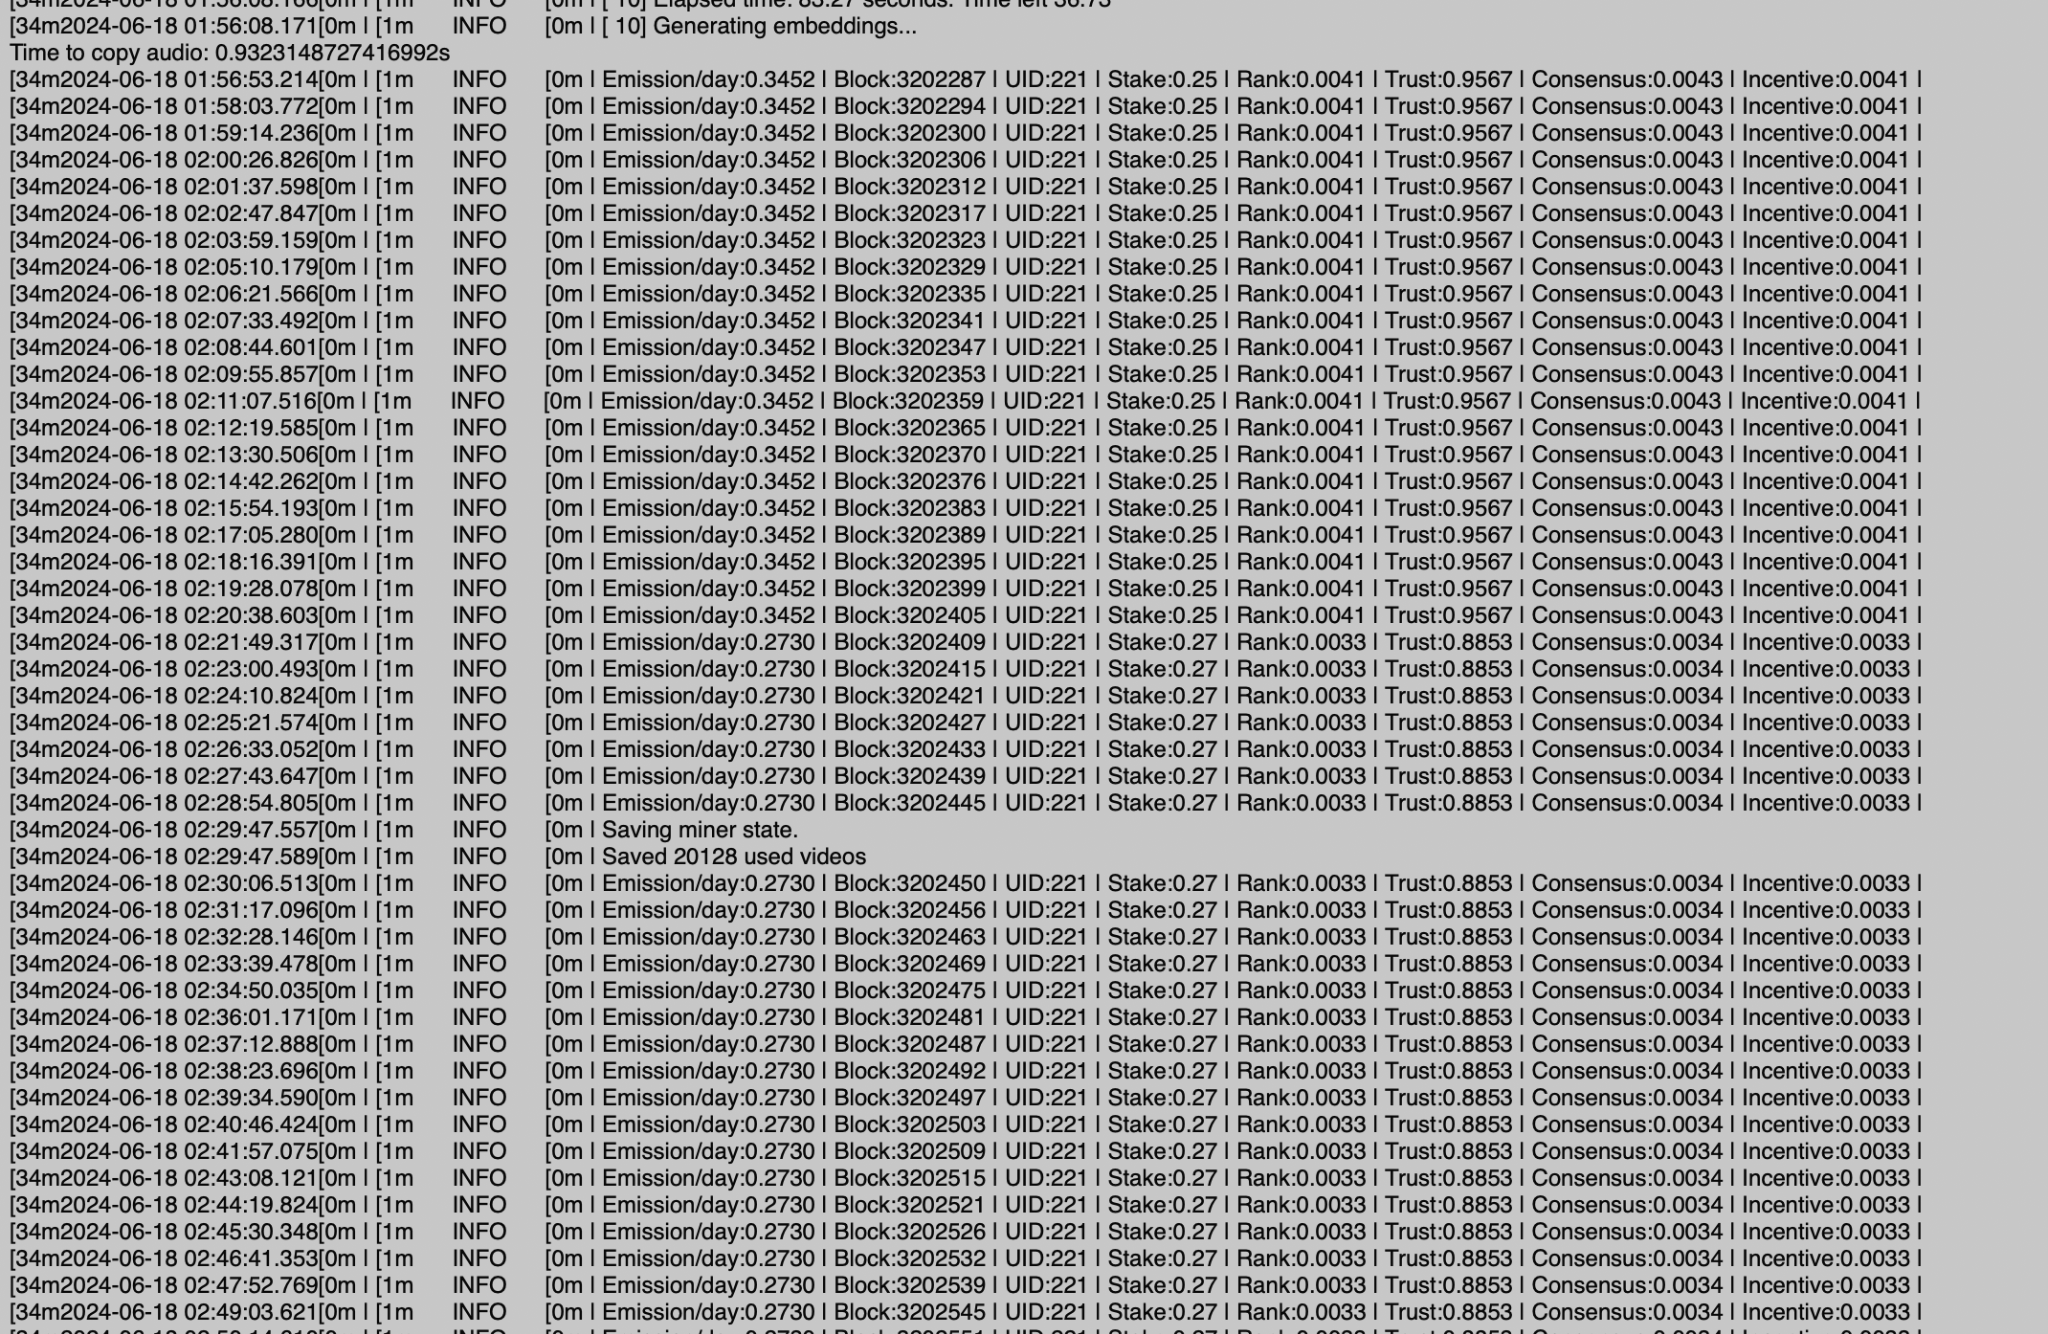 [34m2024-06-18 01:56:08.166[0m | [1m INFO [0m | [ 10] Elapsed time: 83.27 seconds. Time left 36.73
[34m2024-06-18 01:56:08.171[0m | [1m INFO [0m | [ 10] Generating embeddings...
Time to copy audio: 0.9323148727416992s
[34m2024-06-18 01:56:53.214[0m | [1m INFO [0m | Emission/day:0.3452 | Block:3202287 | UID:221 | Stake:0.25 | Rank:0.0041 | Trust:0.9567 | Consensus:0.0043 | Incentive:0.0041 |
[34m2024-06-18 01:58:03.772[0m | [1m INFO [0m | Emission/day:0.3452 | Block:3202294 | UID:221 | Stake:0.25 | Rank:0.0041 | Trust:0.9567 | Consensus:0.0043 | Incentive:0.0041 |
[34m2024-06-18 01:59:14.236[0m | [1m INFO [0m | Emission/day:0.3452 | Block:3202300 | UID:221 | Stake:0.25 | Rank:0.0041 | Trust:0.9567 | Consensus:0.0043 | Incentive:0.0041 |
[34m2024-06-18 02:00:26.826[0m | [1m INFO [0m | Emission/day:0.3452 | Block:3202306 | UID:221 | Stake:0.25 | Rank:0.0041 | Trust:0.9567 | Consensus:0.0043 | Incentive:0.0041 |
[34m2024-06-18 02:01:37.598[0m | [1m INFO [0m | Emission/day:0.3452 | Block:3202312 | UID:221 | Stake:0.25 | Rank:0.0041 | Trust:0.9567 | Consensus:0.0043 | Incentive:0.0041 |
[34m2024-06-18 02:02:47.847[0m | [1m INFO [0m | Emission/day:0.3452 | Block:3202317 | UID:221 | Stake:0.25 | Rank:0.0041 | Trust:0.9567 | Consensus:0.0043 | Incentive:0.0041 |
[34m2024-06-18 02:03:59.159[0m | [1m INFO [0m | Emission/day:0.3452 | Block:3202323 | UID:221 | Stake:0.25 | Rank:0.0041 | Trust:0.9567 | Consensus:0.0043 | Incentive:0.0041 |
[34m2024-06-18 02:05:10.179[0m | [1m INFO [0m | Emission/day:0.3452 | Block:3202329 | UID:221 | Stake:0.25 | Rank:0.0041 | Trust:0.9567 | Consensus:0.0043 | Incentive:0.0041 |
[34m2024-06-18 02:06:21.566[0m | [1m INFO [0m | Emission/day:0.3452 | Block:3202335 | UID:221 | Stake:0.25 | Rank:0.0041 | Trust:0.9567 | Consensus:0.0043 | Incentive:0.0041 |
[34m2024-06-18 02:07:33.492[0m | [1m INFO [0m | Emission/day:0.3452 | Block:3202341 | UID:221 | Stake:0.25 | Rank:0.0041 | Trust:0.9567 | Consensus:0.0043 | Incentive:0.0041 |
[34m2024-06-18 02:08:44.601[0m | [1m INFO [0m | Emission/day:0.3452 | Block:3202347 | UID:221 | Stake:0.25 | Rank:0.0041 | Trust:0.9567 | Consensus:0.0043 | Incentive:0.0041 |
[34m2024-06-18 02:09:55.857[0m | [1m INFO [0m | Emission/day:0.3452 | Block:3202353 | UID:221 | Stake:0.25 | Rank:0.0041 | Trust:0.9567 | Consensus:0.0043 | Incentive:0.0041 |
[34m2024-06-18 02:11:07.516[0m | [1m INFO [0m | Emission/day:0.3452 | Block:3202359 | UID:221 | Stake:0.25 | Rank:0.0041 | Trust:0.9567 | Consensus:0.0043 | Incentive:0.0041 |
[34m2024-06-18 02:12:19.585[0m | [1m INFO [0m | Emission/day:0.3452 | Block:3202365 | UID:221 | Stake:0.25 | Rank:0.0041 | Trust:0.9567 | Consensus:0.0043 | Incentive:0.0041 |
[34m2024-06-18 02:13:30.506[0m | [1m INFO [0m | Emission/day:0.3452 | Block:3202370 | UID:221 | Stake:0.25 | Rank:0.0041 | Trust:0.9567 | Consensus:0.0043 | Incentive:0.0041 |
[34m2024-06-18 02:14:42.262[0m | [1m INFO [0m | Emission/day:0.3452 | Block:3202376 | UID:221 | Stake:0.25 | Rank:0.0041 | Trust:0.9567 | Consensus:0.0043 | Incentive:0.0041 |
[34m2024-06-18 02:15:54.193[0m | [1m INFO [0m | Emission/day:0.3452 | Block:3202383 | UID:221 | Stake:0.25 | Rank:0.0041 | Trust:0.9567 | Consensus:0.0043 | Incentive:0.0041 |
[34m2024-06-18 02:17:05.280[0m | [1m INFO [0m | Emission/day:0.3452 | Block:3202389 | UID:221 | Stake:0.25 | Rank:0.0041 | Trust:0.9567 | Consensus:0.0043 | Incentive:0.0041 |
[34m2024-06-18 02:18:16.391[0m | [1m INFO [0m | Emission/day:0.3452 | Block:3202395 | UID:221 | Stake:0.25 | Rank:0.0041 | Trust:0.9567 | Consensus:0.0043 | Incentive:0.0041 |
[34m2024-06-18 02:19:28.078[0m | [1m INFO [0m | Emission/day:0.3452 | Block:3202399 | UID:221 | Stake:0.25 | Rank:0.0041 | Trust:0.9567 | Consensus:0.0043 | Incentive:0.0041 |
[34m2024-06-18 02:20:38.603[0m | [1m INFO [0m | Emission/day:0.3452 | Block:3202405 | UID:221 | Stake:0.25 | Rank:0.0041 | Trust:0.9567 | Consensus:0.0043 | Incentive:0.0041 |
[34m2024-06-18 02:21:49.317[0m | [1m INFO [0m | Emission/day:0.2730 | Block:3202409 | UID:221 | Stake:0.27 | Rank:0.0033 | Trust:0.8853 | Consensus:0.0034 | Incentive:0.0033 |
[34m2024-06-18 02:23:00.493[0m | [1m INFO [0m | Emission/day:0.2730 | Block:3202415 | UID:221 | Stake:0.27 | Rank:0.0033 | Trust:0.8853 | Consensus:0.0034 | Incentive:0.0033 |
[34m2024-06-18 02:24:10.824[0m | [1m INFO [0m | Emission/day:0.2730 | Block:3202421 | UID:221 | Stake:0.27 | Rank:0.0033 | Trust:0.8853 | Consensus:0.0034 | Incentive:0.0033 |
[34m2024-06-18 02:25:21.574[0m | [1m INFO [0m | Emission/day:0.2730 | Block:3202427 | UID:221 | Stake:0.27 | Rank:0.0033 | Trust:0.8853 | Consensus:0.0034 | Incentive:0.0033 |
[34m2024-06-18 02:26:33.052[0m | [1m INFO [0m | Emission/day:0.2730 | Block:3202433 | UID:221 | Stake:0.27 | Rank:0.0033 | Trust:0.8853 | Consensus:0.0034 | Incentive:0.0033 |
[34m2024-06-18 02:27:43.647[0m | [1m INFO [0m | Emission/day:0.2730 | Block:3202439 | UID:221 | Stake:0.27 | Rank:0.0033 | Trust:0.8853 | Consensus:0.0034 | Incentive:0.0033 |
[34m2024-06-18 02:28:54.805[0m | [1m INFO [0m | Emission/day:0.2730 | Block:3202445 | UID:221 | Stake:0.27 | Rank:0.0033 | Trust:0.8853 | Consensus:0.0034 | Incentive:0.0033 |
[34m2024-06-18 02:29:47.557[0m | [1m INFO [0m | Saving miner state.
[34m2024-06-18 02:29:47.589[0m | [1m INFO [0m | Saved 20128 used videos
[34m2024-06-18 02:30:06.513[0m | [1m INFO [0m | Emission/day:0.2730 | Block:3202450 | UID:221 | Stake:0.27 | Rank:0.0033 | Trust:0.8853 | Consensus:0.0034 | Incentive:0.0033 |
[34m2024-06-18 02:31:17.096[0m | [1m INFO [0m | Emission/day:0.2730 | Block:3202456 | UID:221 | Stake:0.27 | Rank:0.0033 | Trust:0.8853 | Consensus:0.0034 | Incentive:0.0033 |
[34m2024-06-18 02:32:28.146[0m | [1m INFO [0m | Emission/day:0.2730 | Block:3202463 | UID:221 | Stake:0.27 | Rank:0.0033 | Trust:0.8853 | Consensus:0.0034 | Incentive:0.0033 |
[34m2024-06-18 02:33:39.478[0m | [1m INFO [0m | Emission/day:0.2730 | Block:3202469 | UID:221 | Stake:0.27 | Rank:0.0033 | Trust:0.8853 | Consensus:0.0034 | Incentive:0.0033 |
[34m2024-06-18 02:34:50.035[0m | [1m INFO [0m | Emission/day:0.2730 | Block:3202475 | UID:221 | Stake:0.27 | Rank:0.0033 | Trust:0.8853 | Consensus:0.0034 | Incentive:0.0033 |
[34m2024-06-18 02:36:01.171[0m | [1m INFO [0m | Emission/day:0.2730 | Block:3202481 | UID:221 | Stake:0.27 | Rank:0.0033 | Trust:0.8853 | Consensus:0.0034 | Incentive:0.0033 |
[34m2024-06-18 02:37:12.888[0m | [1m INFO [0m | Emission/day:0.2730 | Block:3202487 | UID:221 | Stake:0.27 | Rank:0.0033 | Trust:0.8853 | Consensus:0.0034 | Incentive:0.0033 |
[34m2024-06-18 02:38:23.696[0m | [1m INFO [0m | Emission/day:0.2730 | Block:3202492 | UID:221 | Stake:0.27 | Rank:0.0033 | Trust:0.8853 | Consensus:0.0034 | Incentive:0.0033 |
[34m2024-06-18 02:39:34.590[0m | [1m INFO [0m | Emission/day:0.2730 | Block:3202497 | UID:221 | Stake:0.27 | Rank:0.0033 | Trust:0.8853 | Consensus:0.0034 | Incentive:0.0033 |
[34m2024-06-18 02:40:46.424[0m | [1m INFO [0m | Emission/day:0.2730 | Block:3202503 | UID:221 | Stake:0.27 | Rank:0.0033 | Trust:0.8853 | Consensus:0.0034 | Incentive:0.0033 |
[34m2024-06-18 02:41:57.075[0m | [1m INFO [0m | Emission/day:0.2730 | Block:3202509 | UID:221 | Stake:0.27 | Rank:0.0033 | Trust:0.8853 | Consensus:0.0034 | Incentive:0.0033 |
[34m2024-06-18 02:43:08.121[0m | [1m INFO [0m | Emission/day:0.2730 | Block:3202515 | UID:221 | Stake:0.27 | Rank:0.0033 | Trust:0.8853 | Consensus:0.0034 | Incentive:0.0033 |
[34m2024-06-18 02:44:19.824[0m | [1m INFO [0m | Emission/day:0.2730 | Block:3202521 | UID:221 | Stake:0.27 | Rank:0.0033 | Trust:0.8853 | Consensus:0.0034 | Incentive:0.0033 |
[34m2024-06-18 02:45:30.348[0m | [1m INFO [0m | Emission/day:0.2730 | Block:3202526 | UID:221 | Stake:0.27 | Rank:0.0033 | Trust:0.8853 | Consensus:0.0034 | Incentive:0.0033 |
[34m2024-06-18 02:46:41.353[0m | [1m INFO [0m | Emission/day:0.2730 | Block:3202532 | UID:221 | Stake:0.27 | Rank:0.0033 | Trust:0.8853 | Consensus:0.0034 | Incentive:0.0033 |
[34m2024-06-18 02:47:52.769[0m | [1m INFO [0m | Emission/day:0.2730 | Block:3202539 | UID:221 | Stake:0.27 | Rank:0.0033 | Trust:0.8853 | Consensus:0.0034 | Incentive:0.0033 |
[34m2024-06-18 02:49:03.621[0m | [1m INFO [0m | Emission/day:0.2730 | Block:3202545 | UID:221 | Stake:0.27 | Rank:0.0033 | Trust:0.8853 | Consensus:0.0034 | Incentive:0.0033 |